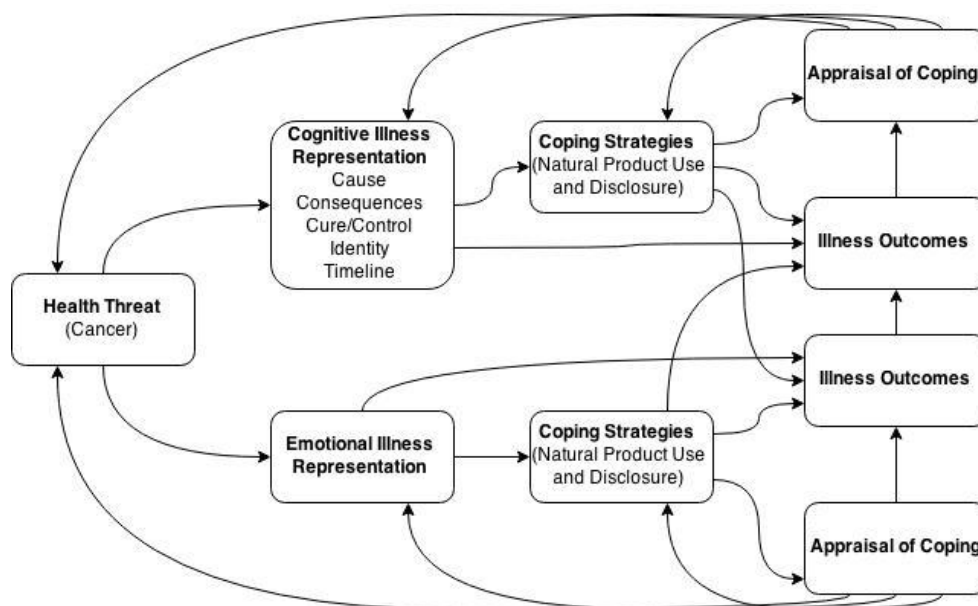 Appraisal of Coping
Cognitive Illness
Representation
Cause
Consequences
Cure/Control
Identity
Timeline
Coping Strategies
(Natural Product Use
and Disclosure)
Illness Outcomes
Health Threat
(Cancer)
Illness Outcomes
Emotional Illness
Representation
Coping Strategies
(Natural Product Use
and Disclosure)
Appraisal of Coping